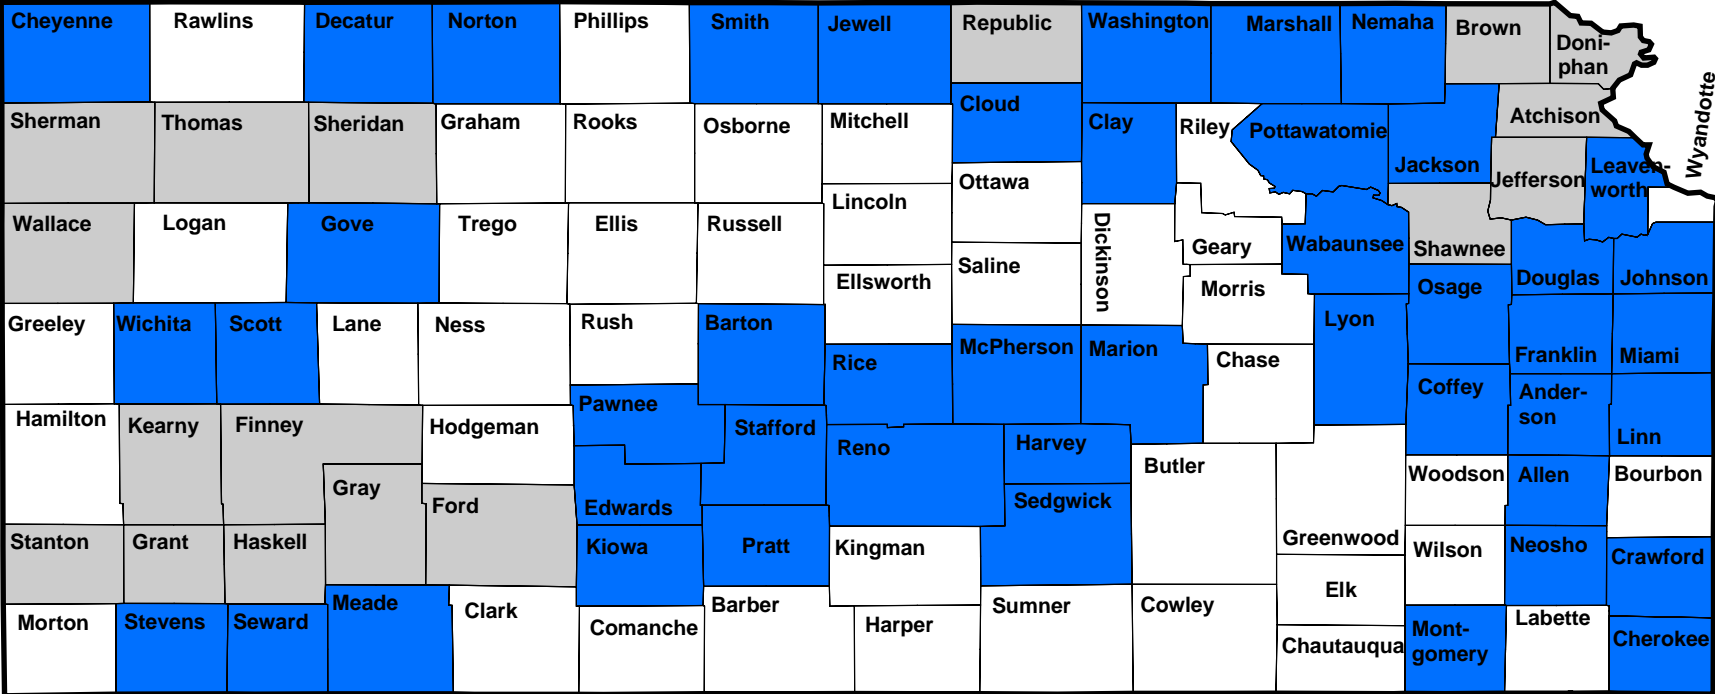 Cheyenne
Rawlins
Decatur
Norton
Phillips
Smith
Jewell
Republic
Washington
Marshall
Nemaha
Brown
Doni-
phan
Sherman
Thomas
Sheridan
Graham
Rooks
Osborne
Mitchell
Cloud
Clay
Riley
Pottawatomie
Jackson
Atchison
Wyandotte
Jefferson
Leaven-
worth
Lincoln
Ottawa
Wallace
Logan
Gove
Trego
Ellis
Russell
Ellsworth
Saline
Dickinson
Geary
Wabaunsee
Shawnee
Douglas
Johnson
Morris
Osage
Greeley
Wichita
Scott
Lane
Ness
Rush
Barton
Rice
McPherson
Marion
Chase
Lyon
Franklin
Miami
Coffey
Ander-
son
Linn
Hamilton
Kearny
Finney
Hodgeman
Pawnee
Stafford
Reno
Harvey
Butler
Gray
Ford
Edwards
Sedgwick
Greenwood
Woodson
Allen
Bourbon
Stanton
Grant
Haskell
Kiowa
Pratt
Kingman
Wilson
Neosho
Crawford
Elk
Morton
Stevens
Seward
Meade
Clark
Comanche
Barber
Harper
Sumner
Cowley
Chautauqua
Mont-
gomery
Labette
Cherokee